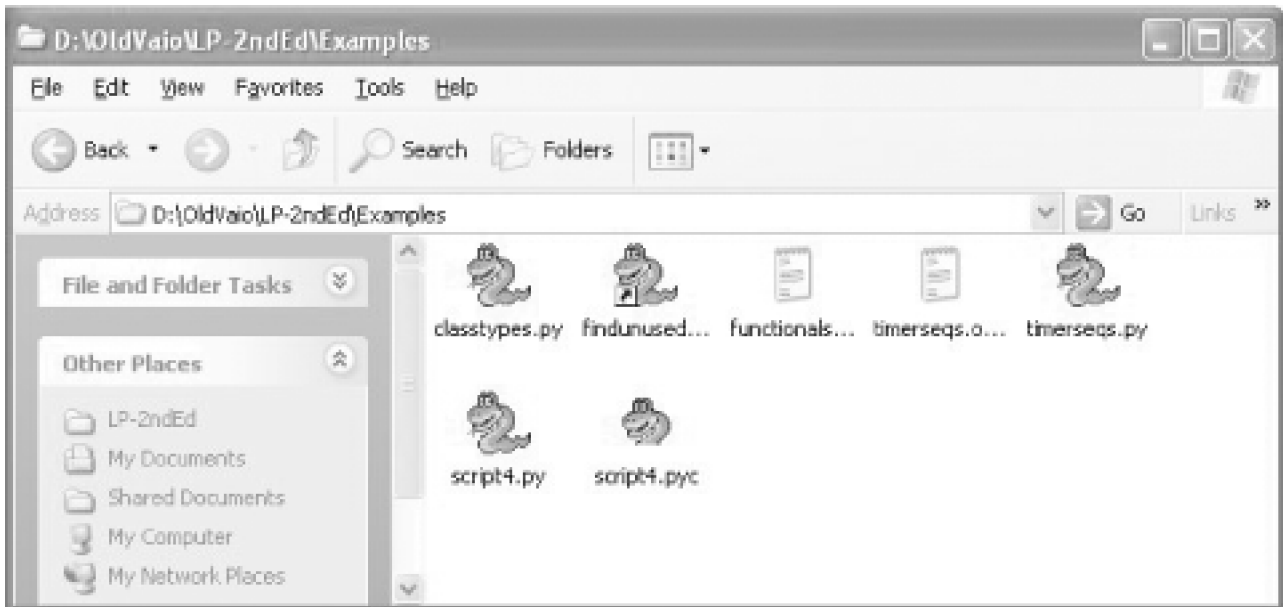 D:\OldVaio\LP-2ndEd\Examples
File Edit View Favorites Tools Help
Back Search Folders
Address D:\OldVaio\LP-2ndEd\Examples Go Links »
File and Folder Tasks
classtypes.py findunused... functionals... timerseqs.o... timerseqs.py
Other Places
LP-2ndEd
My Documents
script4.py script4.pyc
Shared Documents
My Computer
My Network Places